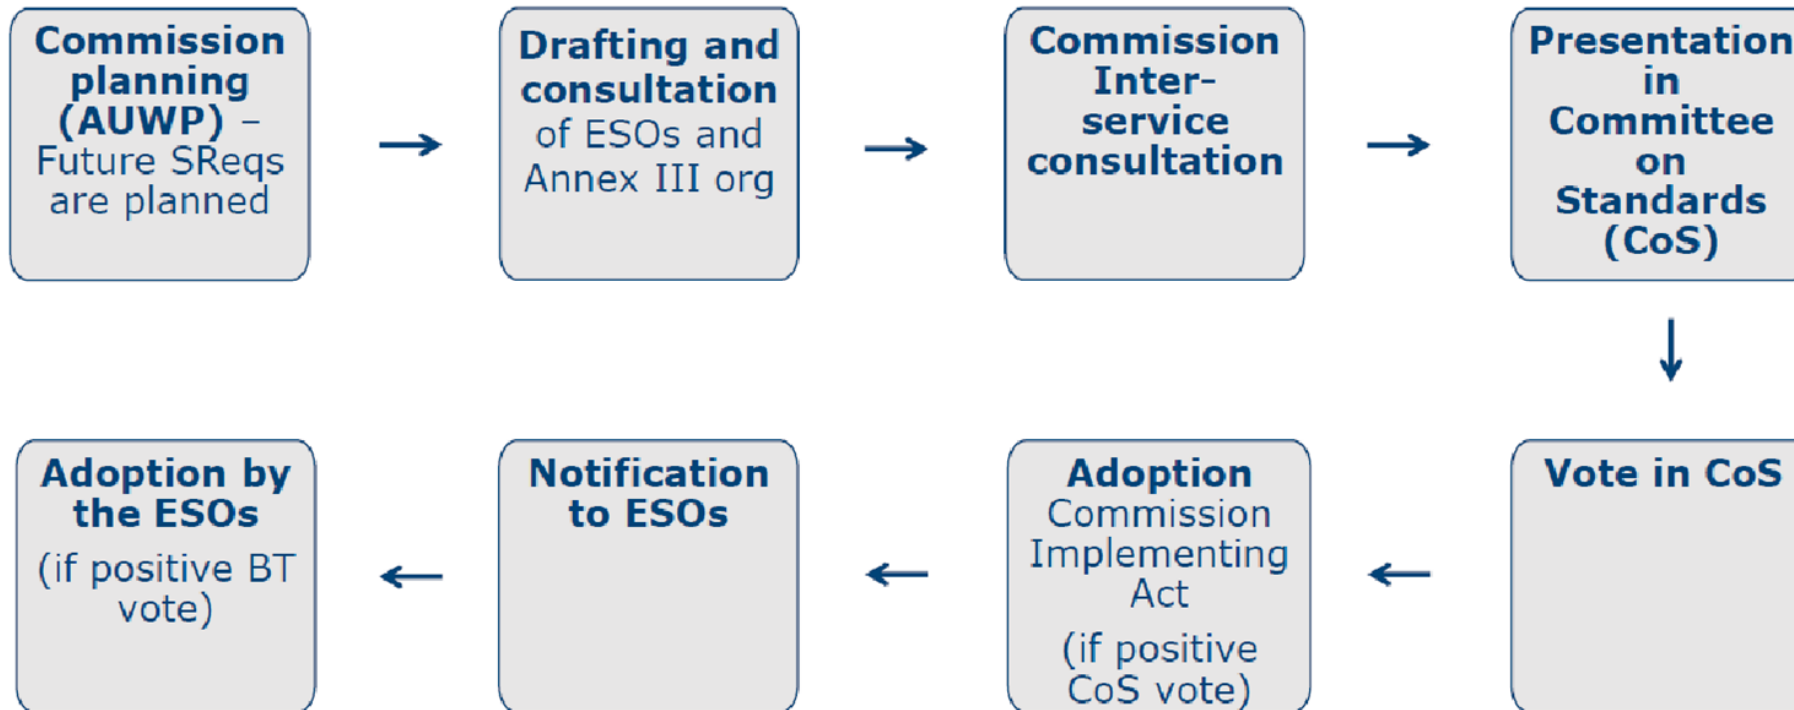 Commission
planning
(AUWP) –
Future SReqs
are planned
Drafting and
consultation
of ESOs and
Annex III org
Commission
Inter-
service
consultation
Presentation
in
Committee
on
Standards
(CoS)
Vote in CoS
Adoption
Commission
Implementing
Act
(if positive
CoS vote)
Notification
to ESOs
Adoption by
the ESOs
(if positive BT
vote)